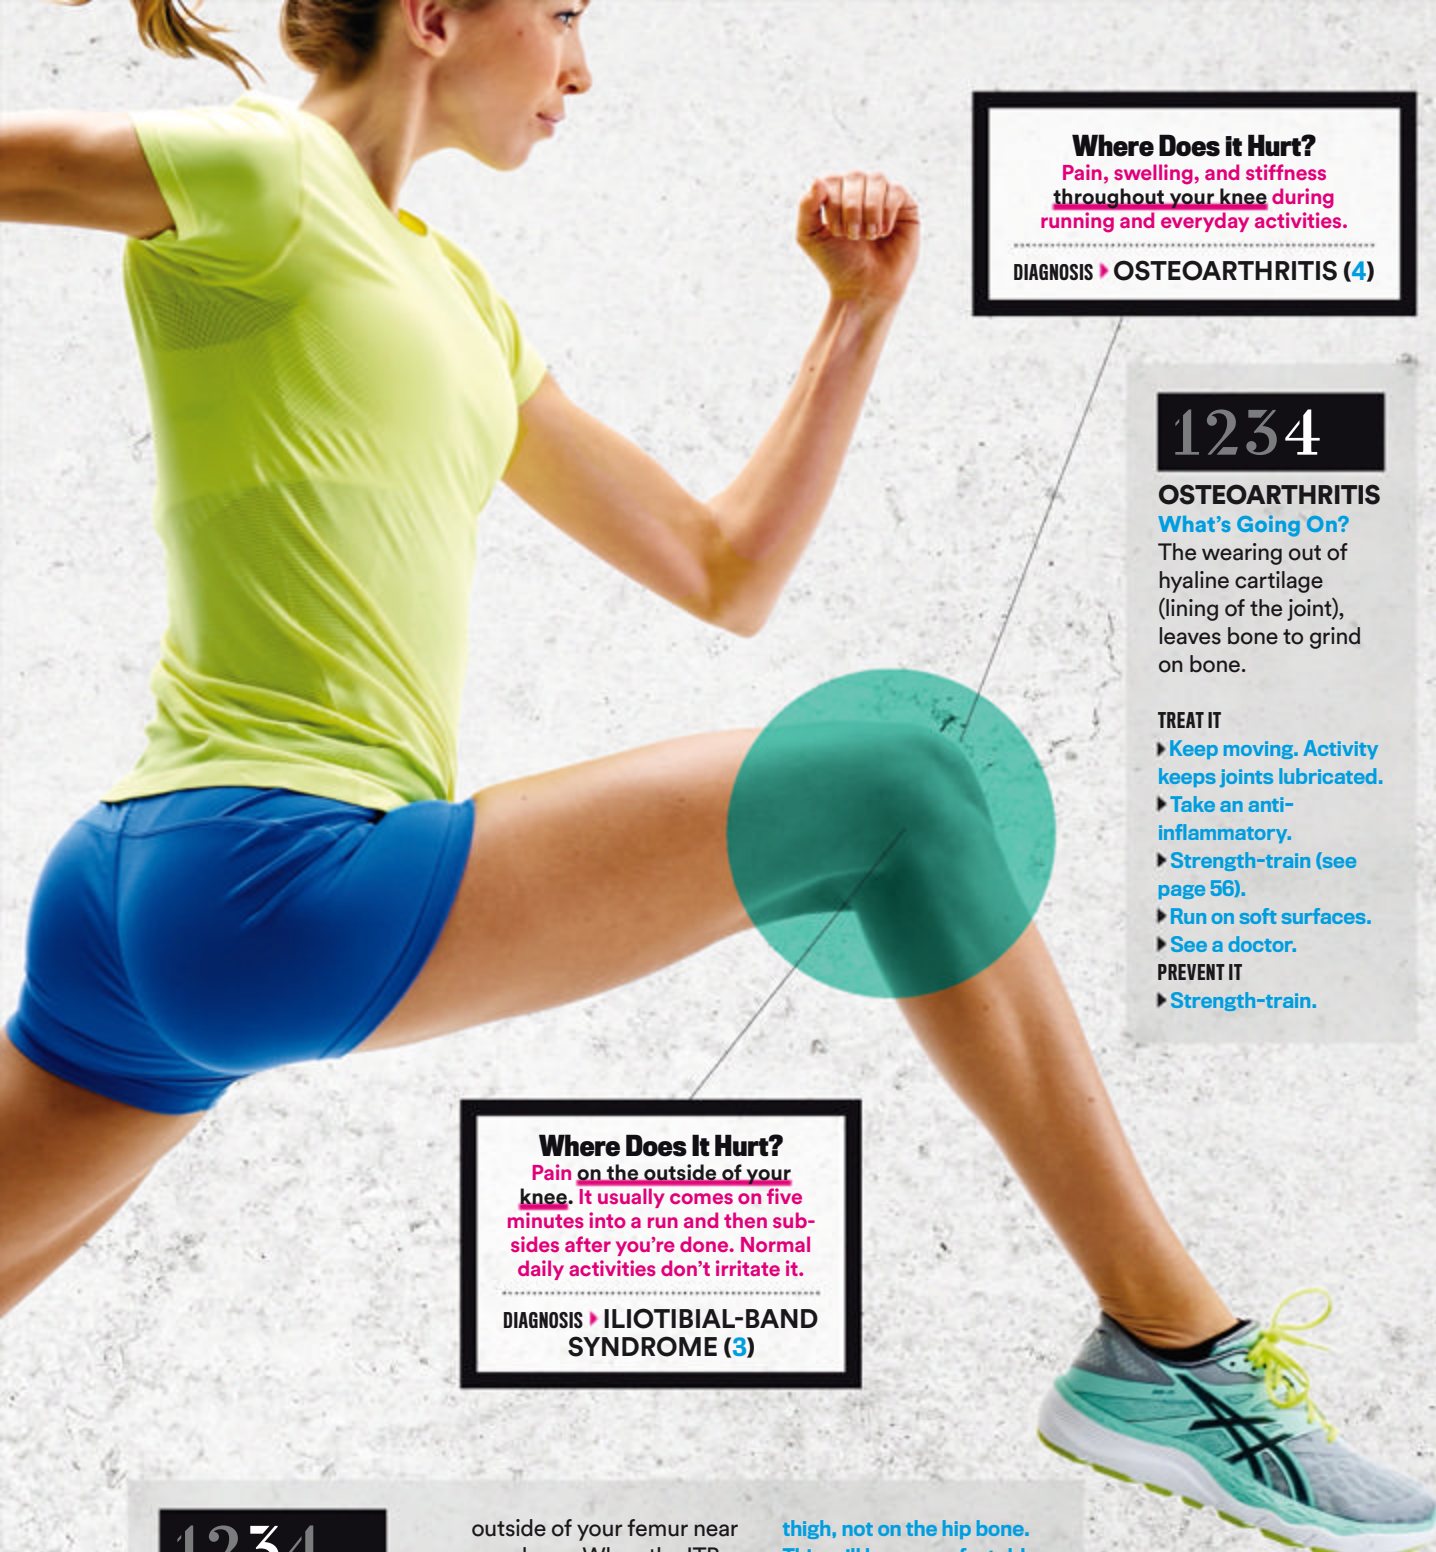 Where Does it Hurt?
Pain, swelling, and stiffness
throughout your knee during
running and everyday activities.
DIAGNOSIS OSTEOARTHRITIS (4)
1234
OSTEOARTHRITIS
What's Going On?
The wearing out of
hyaline cartilage
(lining of the joint),
leaves bone to grind
on bone.
TREAT IT
Keep moving. Activity
keeps joints lubricated.
Take an anti-
inflammatory.
Strength-train (see
page 56).
Run on soft surfaces.
See a doctor.
PREVENT IT
Strength-train.
Where Does It Hurt?
Pain on the outside of your
knee. It usually comes on five
minutes into a run and then sub-
sides after you're done. Normal
daily activities don't irritate it.
DIAGNOSIS ILIOTIBIAL-BAND
SYNDROME (3)
1234
outside of your femur near
thigh, not on the hip bone.